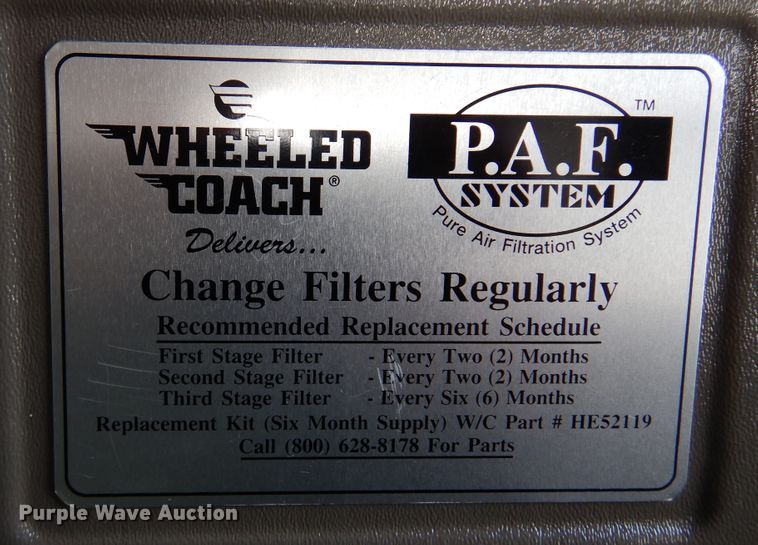 WHEELED
COACH®
Delivers...
P.A.F.™
SYSTEM
Pure Air Filtration System
Change Filters Regularly
Recommended Replacement Schedule
First Stage Filter - Every Two (2) Months
Second Stage Filter - Every Two (2) Months
Third Stage Filter - Every Six (6) Months
Replacement Kit (Six Month Supply) W/C Part # HE52119
Call (800) 628-8178 For Parts
Purple Wave Auction